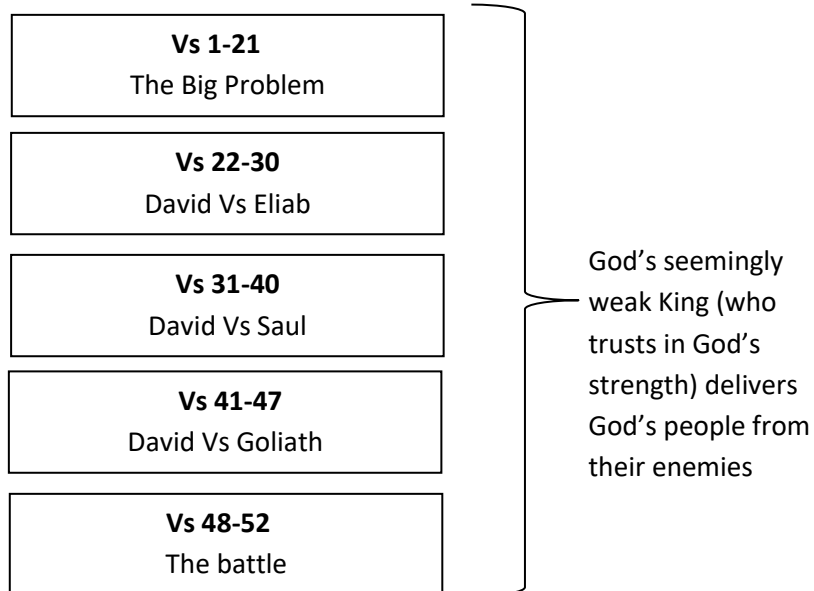 Vs 1-21
The Big Problem
Vs 22-30
David Vs Eliab
Vs 31-40
David Vs Saul
Vs 41-47
David Vs Goliath
Vs 48-52
The battle
God’s seemingly
weak King (who
trusts in God’s
strength) delivers
God’s people from
their enemies